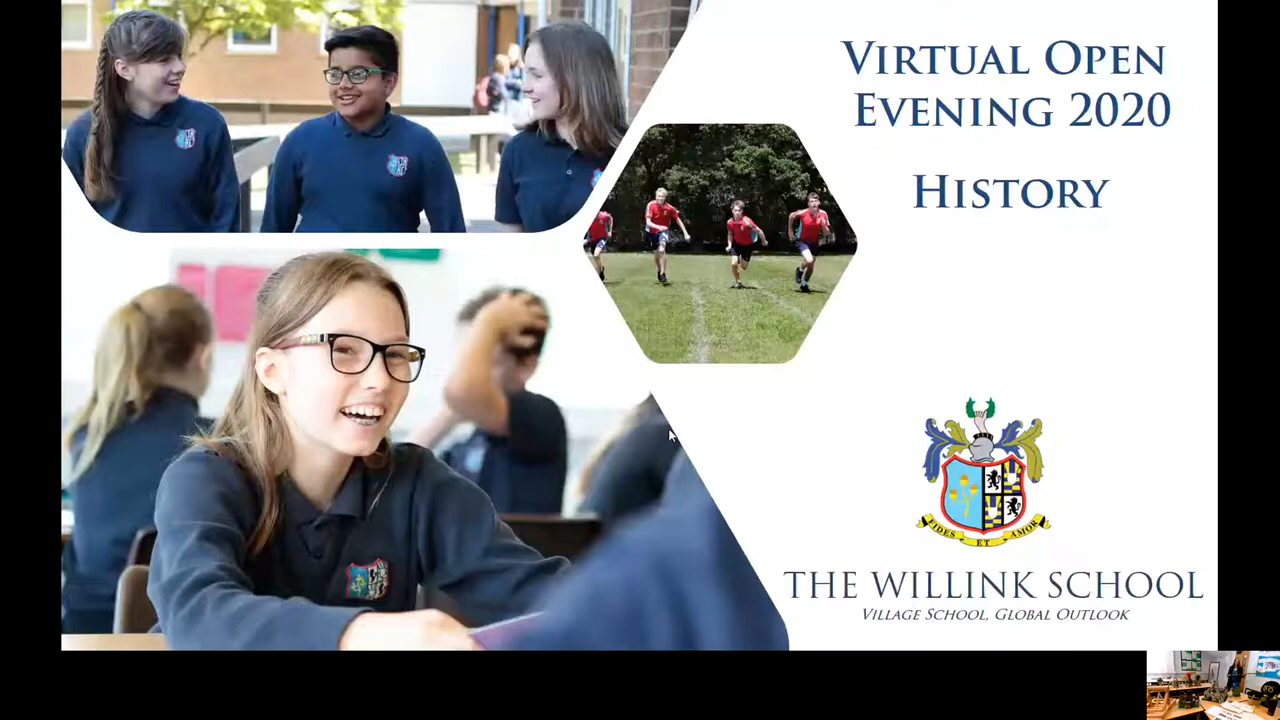 VIRTUAL OPEN
EVENING 2020
HISTORY
FIDES ET AMOR
THE WILLINK SCHOOL
VILLAGE SCHOOL, GLOBAL OUTLOOK